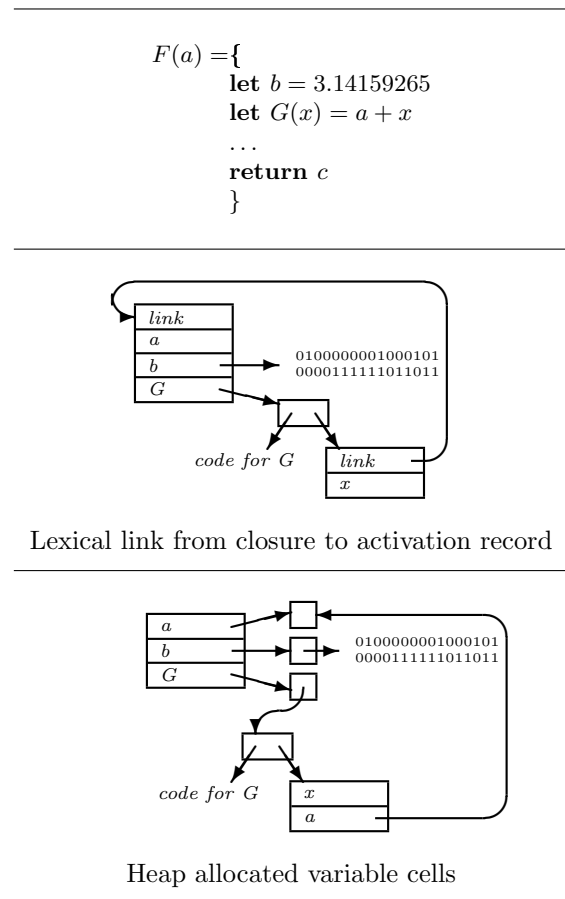 F(a) ={
let b = 3.14159265
let G(x) = a + x
...
return c
}
link
a
b
G
0100000001000101
0000111111011011
code for G
link
x
Lexical link from closure to activation record
a
b
G
0100000001000101
0000111111011011
code for G
x
a
Heap allocated variable cells